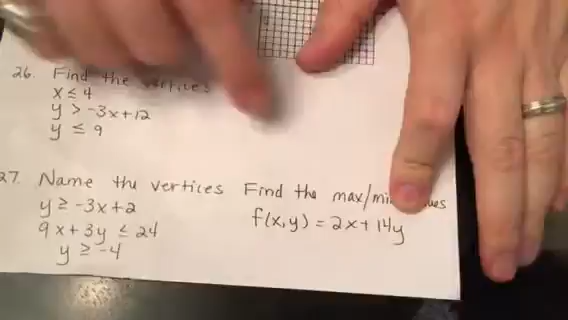 26. Find the vertices
x ≤ 4
y > -3x+12
y ≤ 9
27. Name the vertices Find the max/min
y ≥ -3x+2 f(x,y) = 2x+14y
9x+3y ≤ 24
y ≥ -4